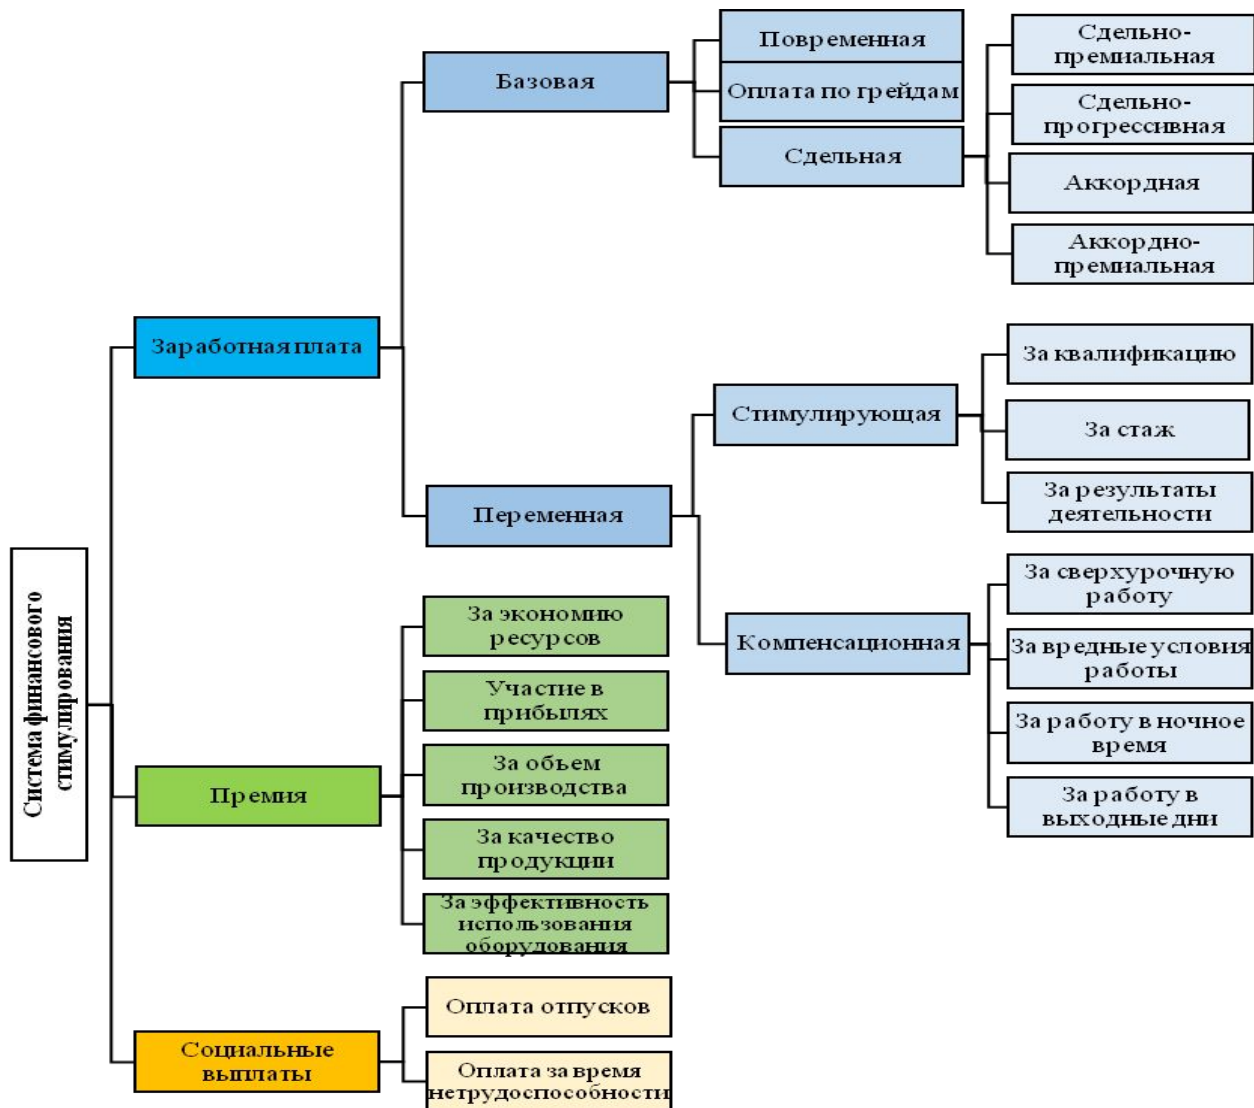 Система финансового
стимулирования
Заработная плата
Базовая
Повременная
Оплата по грейдам
Сдельная
Сдельно-
премиальная
Сдельно-
прогрессивная
Аккордная
Аккордно-
премиальная
Переменная
Стимулирующая
За квалификацию
За стаж
За результаты
деятельности
Компенсационная
За сверхурочную
работу
За вредные условия
работы
За работу в ночное
время
За работу в
выходные дни
Премия
За экономию
ресурсов
Участие в
прибылях
За объем
производства
За качество
продукции
За эффективность
использования
оборудования
Социальные
выплаты
Оплата отпусков
Оплата за время
нетрудоспособности